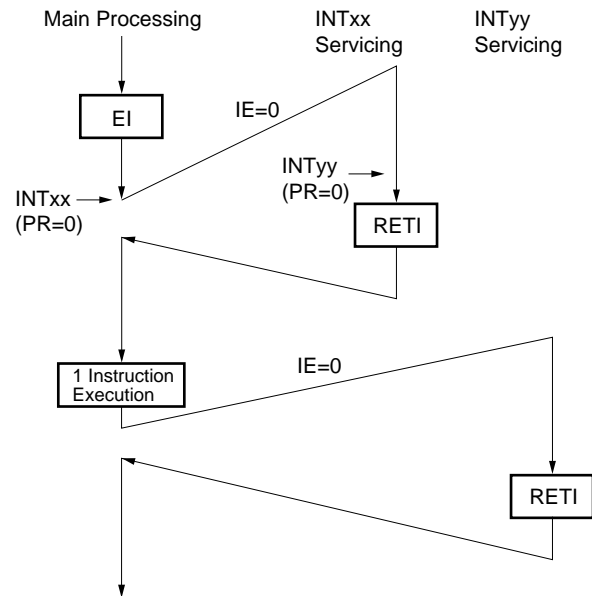 Main Processing
INTxx
Servicing
INTyy
Servicing
EI
IE=0
INTxx
(PR=0)
INTyy
(PR=0)
RETI
1 Instruction
Execution
IE=0
RETI